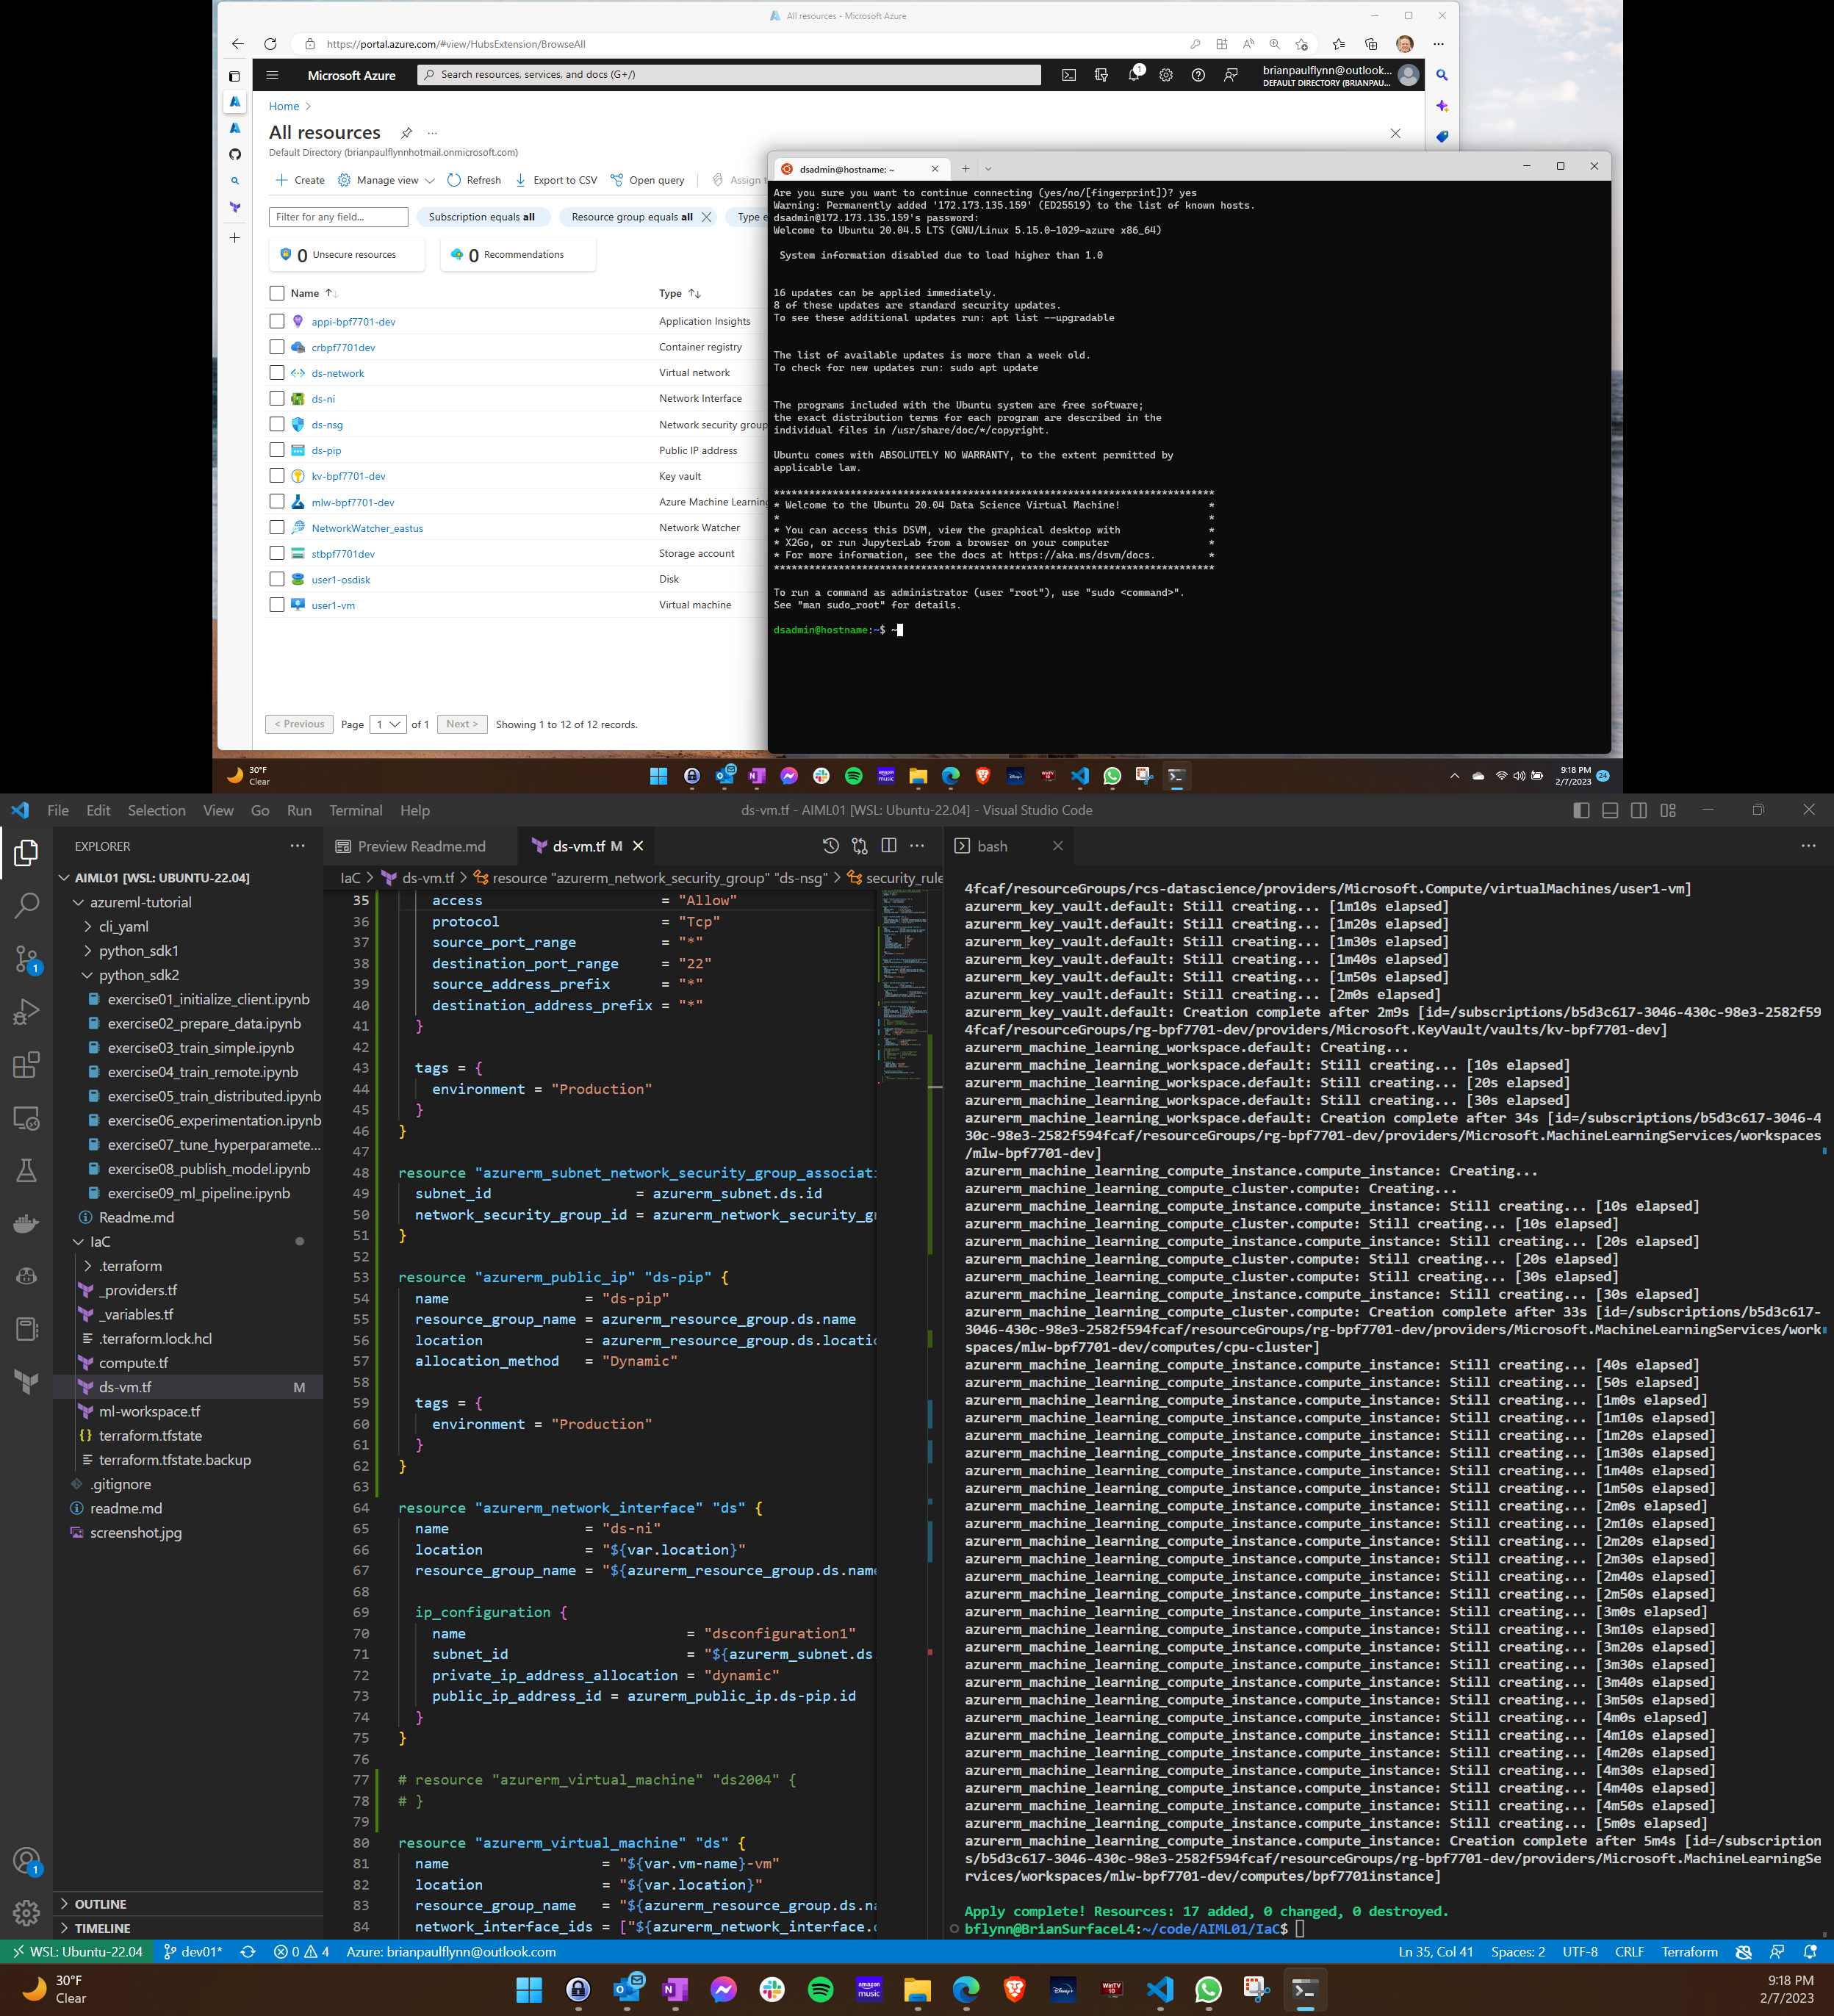 All resources - Microsoft Azure
https://portal.azure.com/#view/HubsExtension/BrowseAll
Microsoft Azure
Search resources, services, and docs (G+/)
1
brianpaulflynn@outlook...
DEFAULT DIRECTORY (BRIANPAU...
Home >
All resources
Default Directory (brianpaulflynnhotmail.onmicrosoft.com)
Create
Manage view
Refresh
Export to CSV
Open query
Assign t
Filter for any field...
Subscription equals all
Resource group equals all
Type e
0 Unsecure resources
0 Recommendations
Name
Type
appi-bpf7701-dev Application Insights
crbpf7701dev Container registry
ds-network Virtual network
ds-ni Network Interface
ds-nsg Network security group
ds-pip Public IP address
kv-bpf7701-dev Key vault
mlw-bpf7701-dev Azure Machine Learning
NetworkWatcher_eastus Network Watcher
stbpf7701dev Storage account
user1-osdisk Disk
user1-vm Virtual machine
< Previous Page 1 of 1 Next > Showing 1 to 12 of 12 records.
dsadmin@hostname: ~
Are you sure you want to continue connecting (yes/no/[fingerprint])? yes
Warning: Permanently added '172.173.135.159' (ED25519) to the list of known hosts.
dsadmin@172.173.135.159's password:
Welcome to Ubuntu 20.04.5 LTS (GNU/Linux 5.15.0-1029-azure x86_64)
System information disabled due to load higher than 1.0
16 updates can be applied immediately.
8 of these updates are standard security updates.
To see these additional updates run: apt list --upgradable
The list of available updates is more than a week old.
To check for new updates run: sudo apt update
The programs included with the Ubuntu system are free software;
the exact distribution terms for each program are described in the
individual files in /usr/share/doc/*/copyright.
Ubuntu comes with ABSOLUTELY NO WARRANTY, to the extent permitted by
applicable law.
**************************************************************************
* Welcome to the Ubuntu 20.04 Data Science Virtual Machine! *
* *
* You can access this DSVM, view the graphical desktop with *
* X2Go, or run JupyterLab from a browser on your computer *
* For more information, see the docs at https://aka.ms/dsvm/docs. *
**************************************************************************
To run a command as administrator (user "root"), use "sudo <command>".
See "man sudo_root" for details.
dsadmin@hostname:~$ ~
30°F
Clear
9:18 PM
2/7/2023
24
File Edit Selection View Go Run Terminal Help
ds-vm.tf - AIML01 [WSL: Ubuntu-22.04] - Visual Studio Code
EXPLORER
AIML01 [WSL: UBUNTU-22.04]
azureml-tutorial
cli_yaml
python_sdk1
python_sdk2
exercise01_initialize_client.ipynb
exercise02_prepare_data.ipynb
exercise03_train_simple.ipynb
exercise04_train_remote.ipynb
exercise05_train_distributed.ipynb
exercise06_experimentation.ipynb
exercise07_tune_hyperparamete...
exercise08_publish_model.ipynb
exercise09_ml_pipeline.ipynb
Readme.md
IaC
.terraform
_providers.tf
_variables.tf
.terraform.lock.hcl
compute.tf
ds-vm.tf M
ml-workspace.tf
terraform.tfstate
terraform.tfstate.backup
.gitignore
readme.md
screenshot.jpg
OUTLINE
TIMELINE
1
1
Preview Readme.md
ds-vm.tf M
IaC > ds-vm.tf > resource "azurerm_network_security_group" "ds-nsg" > security_rule
35 access = "Allow"
36 protocol = "Tcp"
37 source_port_range = "*"
38 destination_port_range = "22"
39 source_address_prefix = "*"
40 destination_address_prefix = "*"
41 }
42
43 tags = {
44 environment = "Production"
45 }
46 }
47
48 resource "azurerm_subnet_network_security_group_associati
49 subnet_id = azurerm_subnet.ds.id
50 network_security_group_id = azurerm_network_security_gr
51 }
52
53 resource "azurerm_public_ip" "ds-pip" {
54 name = "ds-pip"
55 resource_group_name = azurerm_resource_group.ds.name
56 location = azurerm_resource_group.ds.locatio
57 allocation_method = "Dynamic"
58
59 tags = {
60 environment = "Production"
61 }
62 }
63
64 resource "azurerm_network_interface" "ds" {
65 name = "ds-ni"
66 location = "${var.location}"
67 resource_group_name = "${azurerm_resource_group.ds.name
68
69 ip_configuration {
70 name = "dsconfiguration1"
71 subnet_id = "${azurerm_subnet.ds.
72 private_ip_address_allocation = "dynamic"
73 public_ip_address_id = azurerm_public_ip.ds-pip.id
74 }
75 }
76
77 # resource "azurerm_virtual_machine" "ds2004" {
78 # }
79
80 resource "azurerm_virtual_machine" "ds" {
81 name = "${var.vm-name}-vm"
82 location = "${var.location}"
83 resource_group_name = "${azurerm_resource_group.ds.na
84 network_interface_ids = ["${azurerm_network_interface.d
bash
4fcaf/resourceGroups/rcs-datascience/providers/Microsoft.Compute/virtualMachines/user1-vm]
azurerm_key_vault.default: Still creating... [1m10s elapsed]
azurerm_key_vault.default: Still creating... [1m20s elapsed]
azurerm_key_vault.default: Still creating... [1m30s elapsed]
azurerm_key_vault.default: Still creating... [1m40s elapsed]
azurerm_key_vault.default: Still creating... [1m50s elapsed]
azurerm_key_vault.default: Still creating... [2m0s elapsed]
azurerm_key_vault.default: Creation complete after 2m9s [id=/subscriptions/b5d3c617-3046-430c-98e3-2582f59
4fcaf/resourceGroups/rg-bpf7701-dev/providers/Microsoft.KeyVault/vaults/kv-bpf7701-dev]
azurerm_machine_learning_workspace.default: Creating...
azurerm_machine_learning_workspace.default: Still creating... [10s elapsed]
azurerm_machine_learning_workspace.default: Still creating... [20s elapsed]
azurerm_machine_learning_workspace.default: Still creating... [30s elapsed]
azurerm_machine_learning_workspace.default: Creation complete after 34s [id=/subscriptions/b5d3c617-3046-4
30c-98e3-2582f594fcaf/resourceGroups/rg-bpf7701-dev/providers/Microsoft.MachineLearningServices/workspaces
/mlw-bpf7701-dev]
azurerm_machine_learning_compute_instance.compute_instance: Creating...
azurerm_machine_learning_compute_cluster.compute: Creating...
azurerm_machine_learning_compute_instance.compute_instance: Still creating... [10s elapsed]
azurerm_machine_learning_compute_cluster.compute: Still creating... [10s elapsed]
azurerm_machine_learning_compute_instance.compute_instance: Still creating... [20s elapsed]
azurerm_machine_learning_compute_cluster.compute: Still creating... [20s elapsed]
azurerm_machine_learning_compute_cluster.compute: Still creating... [30s elapsed]
azurerm_machine_learning_compute_instance.compute_instance: Still creating... [30s elapsed]
azurerm_machine_learning_compute_cluster.compute: Creation complete after 33s [id=/subscriptions/b5d3c617-
3046-430c-98e3-2582f594fcaf/resourceGroups/rg-bpf7701-dev/providers/Microsoft.MachineLearningServices/work
spaces/mlw-bpf7701-dev/computes/cpu-cluster]
azurerm_machine_learning_compute_instance.compute_instance: Still creating... [40s elapsed]
azurerm_machine_learning_compute_instance.compute_instance: Still creating... [50s elapsed]
azurerm_machine_learning_compute_instance.compute_instance: Still creating... [1m0s elapsed]
azurerm_machine_learning_compute_instance.compute_instance: Still creating... [1m10s elapsed]
azurerm_machine_learning_compute_instance.compute_instance: Still creating... [1m20s elapsed]
azurerm_machine_learning_compute_instance.compute_instance: Still creating... [1m30s elapsed]
azurerm_machine_learning_compute_instance.compute_instance: Still creating... [1m40s elapsed]
azurerm_machine_learning_compute_instance.compute_instance: Still creating... [1m50s elapsed]
azurerm_machine_learning_compute_instance.compute_instance: Still creating... [2m0s elapsed]
azurerm_machine_learning_compute_instance.compute_instance: Still creating... [2m10s elapsed]
azurerm_machine_learning_compute_instance.compute_instance: Still creating... [2m20s elapsed]
azurerm_machine_learning_compute_instance.compute_instance: Still creating... [2m30s elapsed]
azurerm_machine_learning_compute_instance.compute_instance: Still creating... [2m40s elapsed]
azurerm_machine_learning_compute_instance.compute_instance: Still creating... [2m50s elapsed]
azurerm_machine_learning_compute_instance.compute_instance: Still creating... [3m0s elapsed]
azurerm_machine_learning_compute_instance.compute_instance: Still creating... [3m10s elapsed]
azurerm_machine_learning_compute_instance.compute_instance: Still creating... [3m20s elapsed]
azurerm_machine_learning_compute_instance.compute_instance: Still creating... [3m30s elapsed]
azurerm_machine_learning_compute_instance.compute_instance: Still creating... [3m40s elapsed]
azurerm_machine_learning_compute_instance.compute_instance: Still creating... [3m50s elapsed]
azurerm_machine_learning_compute_instance.compute_instance: Still creating... [4m0s elapsed]
azurerm_machine_learning_compute_instance.compute_instance: Still creating... [4m10s elapsed]
azurerm_machine_learning_compute_instance.compute_instance: Still creating... [4m20s elapsed]
azurerm_machine_learning_compute_instance.compute_instance: Still creating... [4m30s elapsed]
azurerm_machine_learning_compute_instance.compute_instance: Still creating... [4m40s elapsed]
azurerm_machine_learning_compute_instance.compute_instance: Still creating... [4m50s elapsed]
azurerm_machine_learning_compute_instance.compute_instance: Still creating... [5m0s elapsed]
azurerm_machine_learning_compute_instance.compute_instance: Creation complete after 5m4s [id=/subscription
s/b5d3c617-3046-430c-98e3-2582f594fcaf/resourceGroups/rg-bpf7701-dev/providers/Microsoft.MachineLearningSe
rvices/workspaces/mlw-bpf7701-dev/computes/bpf7701instance]
Apply complete! Resources: 17 added, 0 changed, 0 destroyed.
bflynn@BrianSurfaceL4:~/code/AIML01/IaC$
WSL: Ubuntu-22.04 dev01* 0 4 Azure: brianpaulflynn@outlook.com Ln 35, Col 41 Spaces: 2 UTF-8 CRLF Terraform
30°F
Clear
amazon music
Disney+
WinTV 10
9:18 PM
2/7/2023